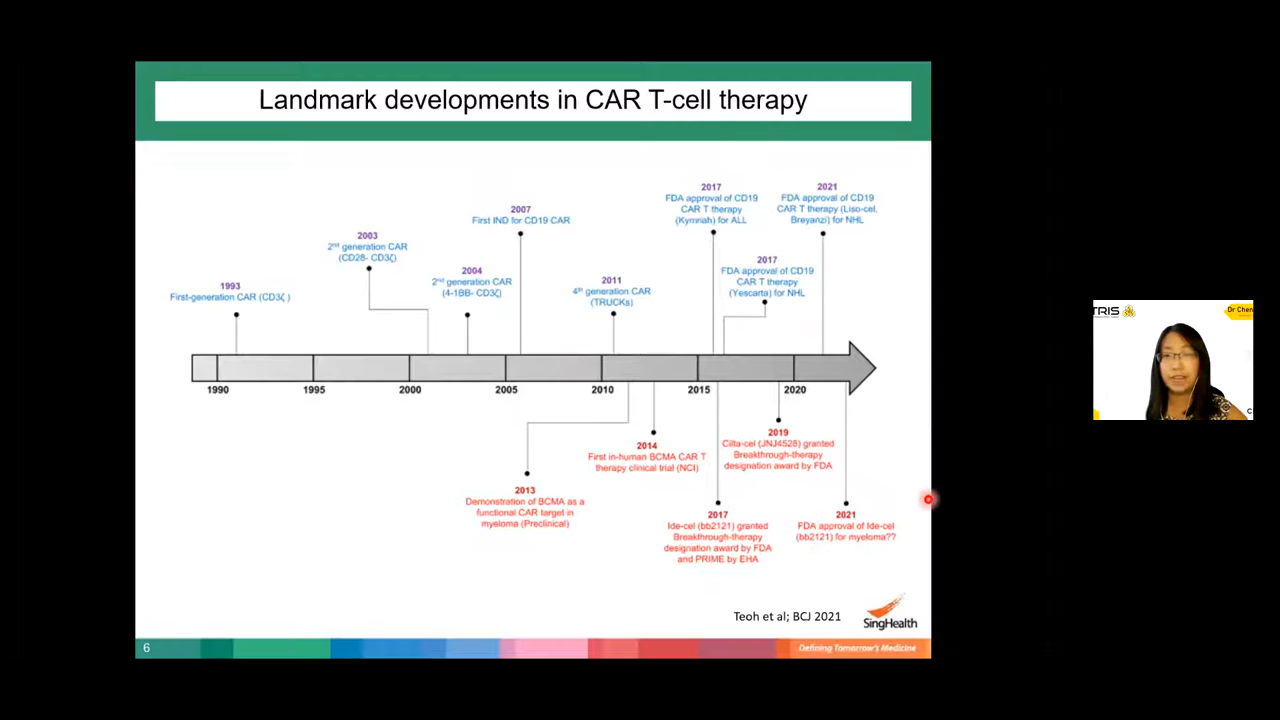 Landmark developments in CAR T-cell therapy
1993
First-generation CAR (CD3ζ )
2003
2nd generation CAR
(CD28- CD3ζ)
2004
2nd generation CAR
(4-1BB- CD3ζ)
2007
First IND for CD19 CAR
2011
4th generation CAR
(TRUCKs)
2017
FDA approval of CD19
CAR T therapy
(Kymriah) for ALL
2017
FDA approval of CD19
CAR T therapy
(Yescarta) for NHL
2021
FDA approval of CD19
CAR T therapy (Liso-cel,
Breyanzi) for NHL
1990
1995
2000
2005
2010
2015
2020
2013
Demonstration of BCMA as a
functional CAR target in
myeloma (Preclinical)
2014
First in-human BCMA CAR T
therapy clinical trial (NCI)
2017
Ide-cel (bb2121) granted
Breakthrough-therapy
designation award by FDA
and PRIME by EHA
2019
Cilta-cel (JNJ4528) granted
Breakthrough-therapy
designation award by FDA
2021
FDA approval of Ide-cel
(bb2121) for myeloma??
Teoh et al; BCJ 2021
SingHealth
6
Defining Tomorrow's Medicine
TRIS
Dr Chen